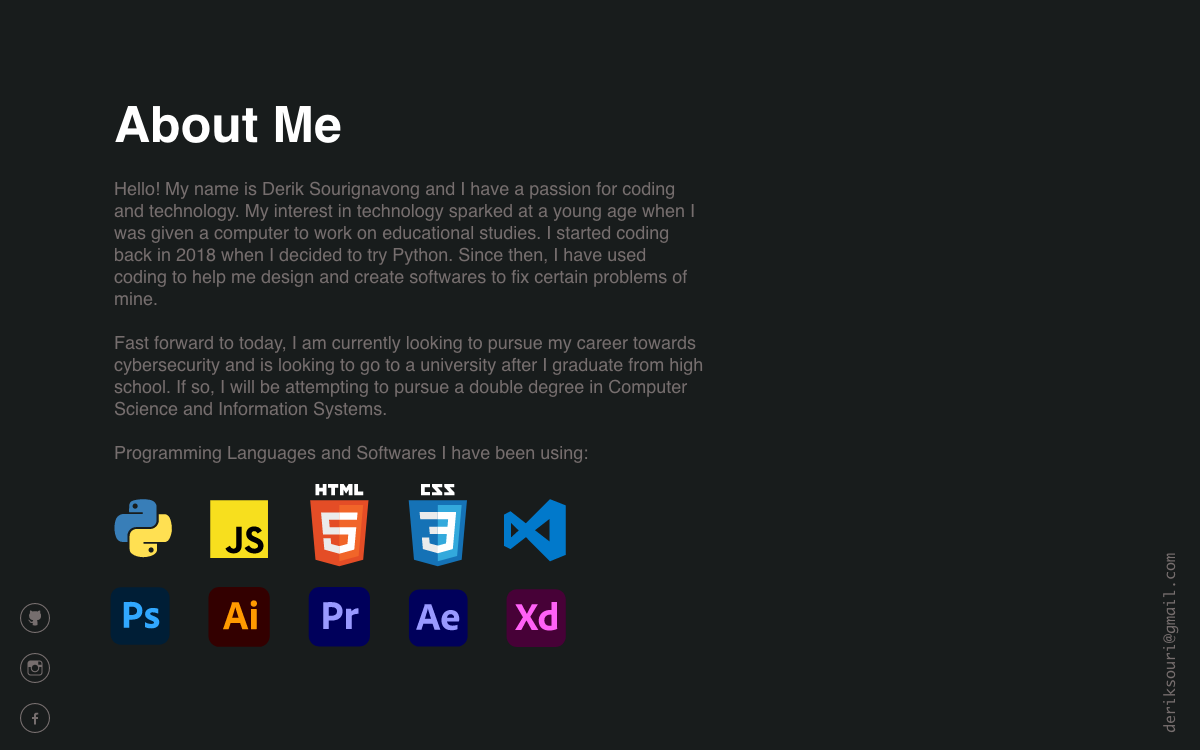 About Me
Hello! My name is Derik Sourignavong and I have a passion for coding
and technology. My interest in technology sparked at a young age when I
was given a computer to work on educational studies. I started coding
back in 2018 when I decided to try Python. Since then, I have used
coding to help me design and create softwares to fix certain problems of
mine.
Fast forward to today, I am currently looking to pursue my career towards
cybersecurity and is looking to go to a university after I graduate from high
school. If so, I will be attempting to pursue a double degree in Computer
Science and Information Systems.
Programming Languages and Softwares I have been using:
HTML CSS
JS 5 3
Ps Ai Pr Ae Xd
f
deriksouri@gmail.com